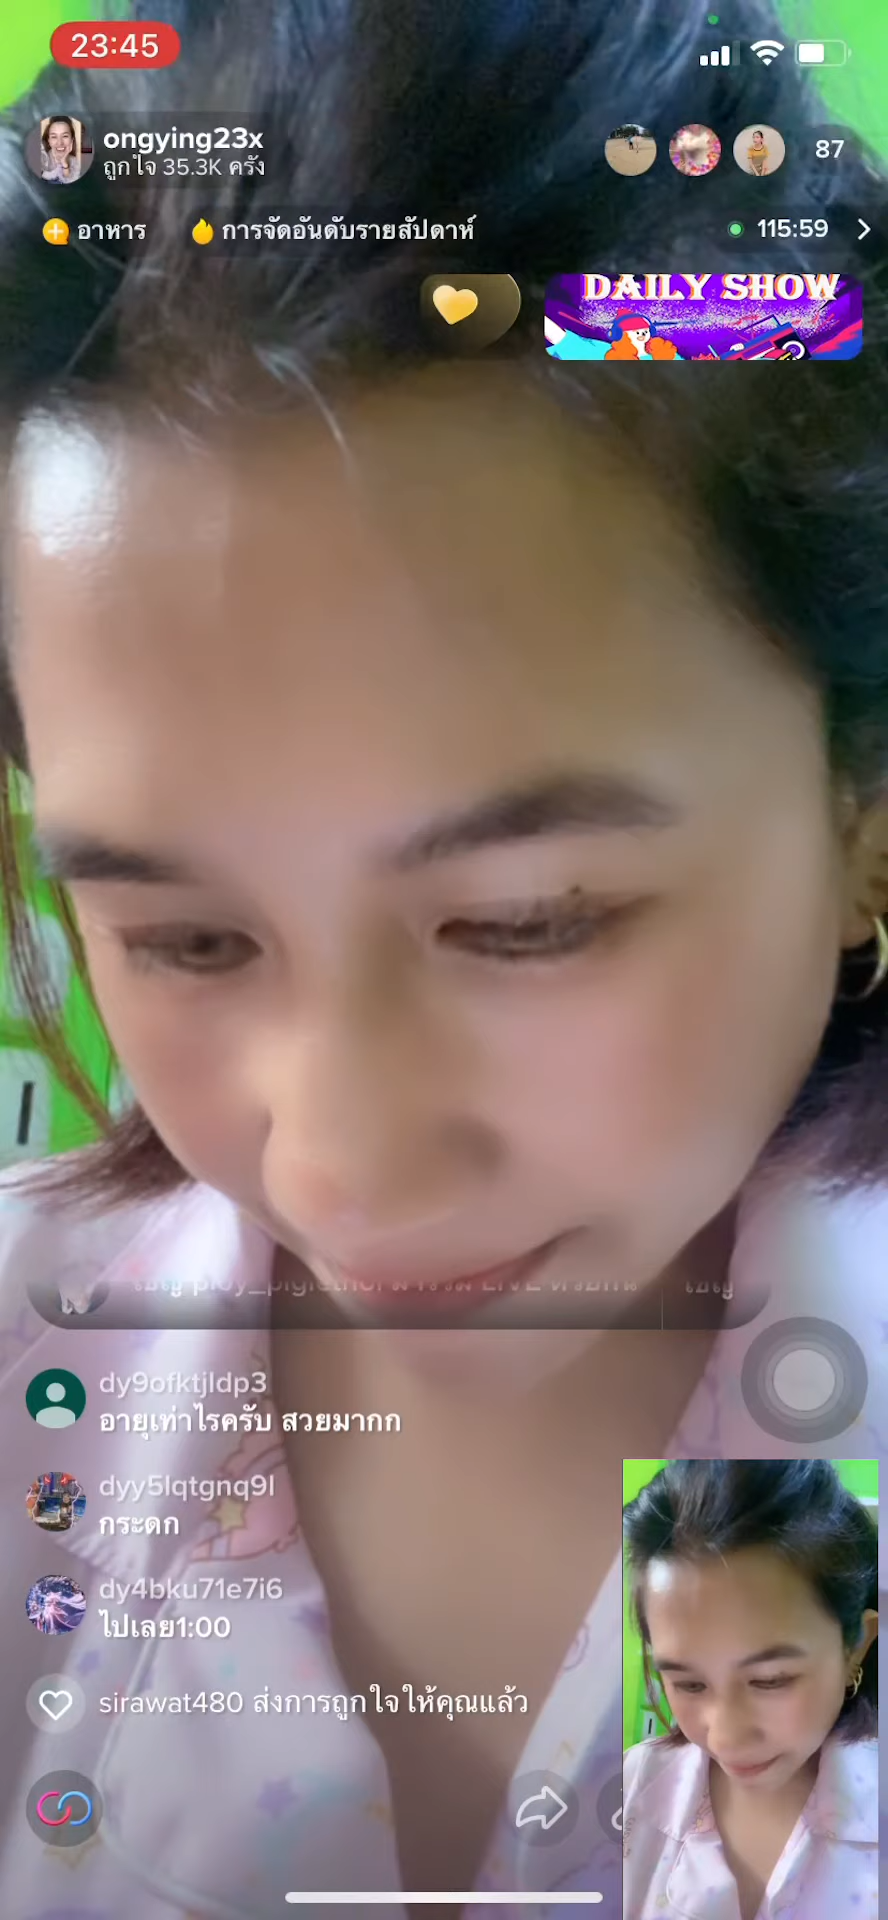 23:45
ongying23x
ถูกใจ 35.3K ครั้ง
87
อาหาร
การจัดอันดับรายสัปดาห์
115:59
DAILY SHOW
เชิญ
dy9ofktjldp3
อายุเท่าไรครับ สวยมากก
dyy5lqtgnq9l
กระดก
dy4bku71e7i6
ไปเลย1:00
sirawat480 ส่งการถูกใจให้คุณแล้ว